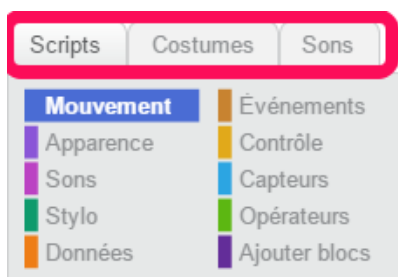 Scripts Costumes Sons
Mouvement Événements
Apparence Contrôle
Sons Capteurs
Stylo Opérateurs
Données Ajouter blocs